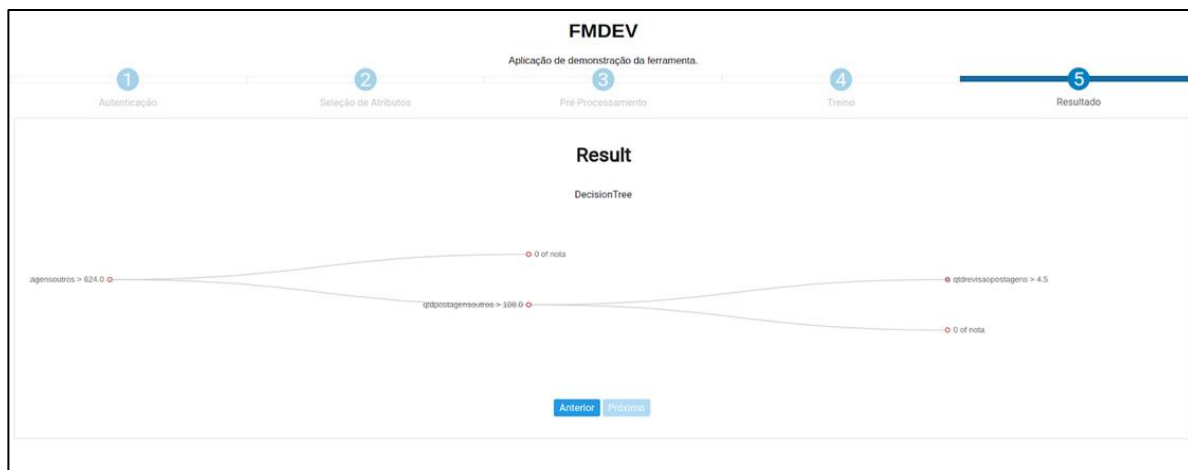 FMDEV
Aplicação de demonstração da ferramenta.
1 2 3 4 5
Autenticação Seleção de Atributos Pré-Processamento Treino Resultado
Result
DecisionTree
0 of nota
:agensoutros > 624.0 qtdrevisaopostagens > 4.5
qtdpostagensoutros > 108.0
0 of nota
Anterior Próximo